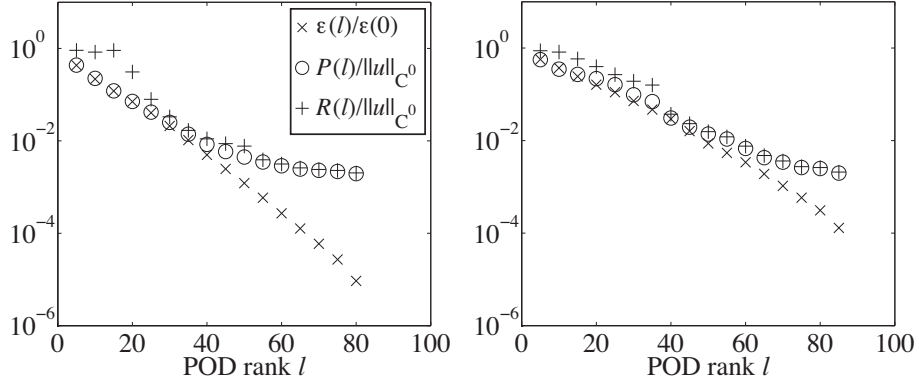 10^0
10^-2
10^-4
10^-6
× ε(l)/ε(0)
○ P(l)/||u||_C^0
+ R(l)/||u||_C^0
0 20 40 60 80 100
POD rank l
10^0
10^-2
10^-4
10^-6
0 20 40 60 80 100
POD rank l